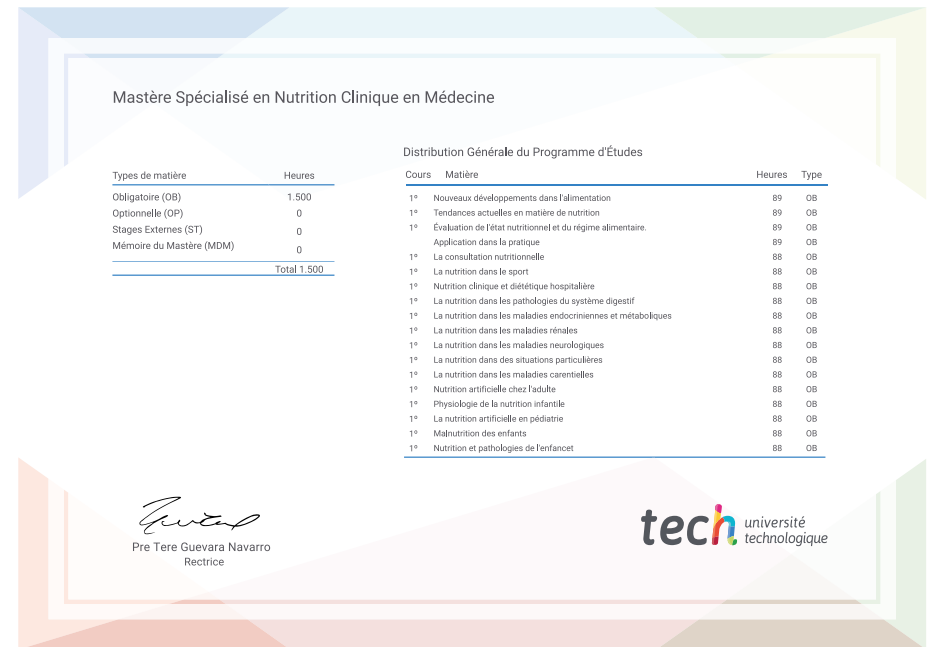 Mastère Spécialisé en Nutrition Clinique en Médecine
Types de matière Heures
Obligatoire (OB) 1.500
Optionnelle (OP) 0
Stages Externes (ST) 0
Mémoire du Mastère (MDM) 0
Total 1.500
Distribution Générale du Programme d'Études
Cours Matière Heures Type
1º Nouveaux développements dans l'alimentation 89 OB
1º Tendances actuelles en matière de nutrition 89 OB
1º Évaluation de l'état nutritionnel et du régime alimentaire. 89 OB
Application dans la pratique 89 OB
1º La consultation nutritionnelle 88 OB
1º La nutrition dans le sport 88 OB
1º Nutrition clinique et diététique hospitalière 88 OB
1º La nutrition dans les pathologies du système digestif 88 OB
1º La nutrition dans les maladies endocriniennes et métaboliques 88 OB
1º La nutrition dans les maladies rénales 88 OB
1º La nutrition dans les maladies neurologiques 88 OB
1º La nutrition dans des situations particulières 88 OB
1º La nutrition dans les maladies carentielles 88 OB
1º Nutrition artificielle chez l'adulte 88 OB
1º Physiologie de la nutrition infantile 88 OB
1º La nutrition artificielle en pédiatrie 88 OB
1º Malnutrition des enfants 88 OB
1º Nutrition et pathologies de l'enfancet 88 OB
Pre Tere Guevara Navarro
Rectrice
tech université
technologique